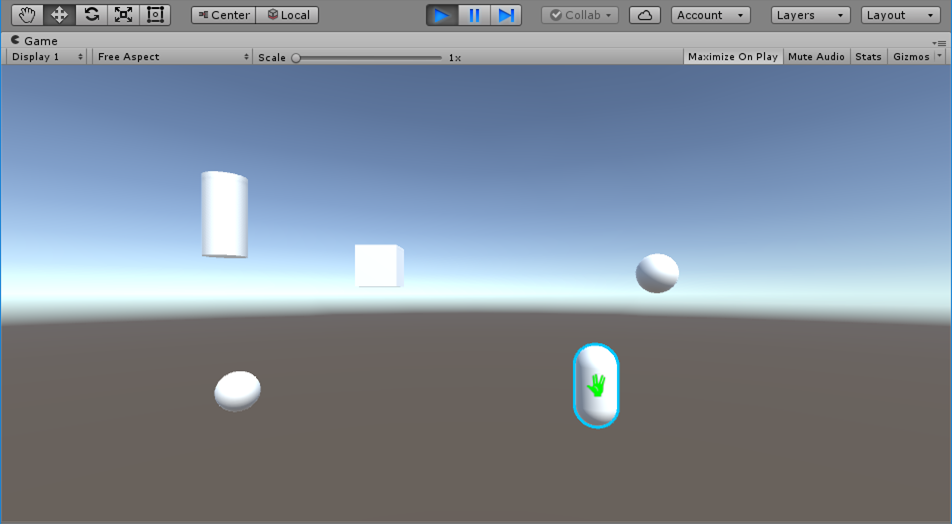 Center Local Collab Account Layers Layout
Game
Display 1 Free Aspect Scale 1x Maximize On Play Mute Audio Stats Gizmos